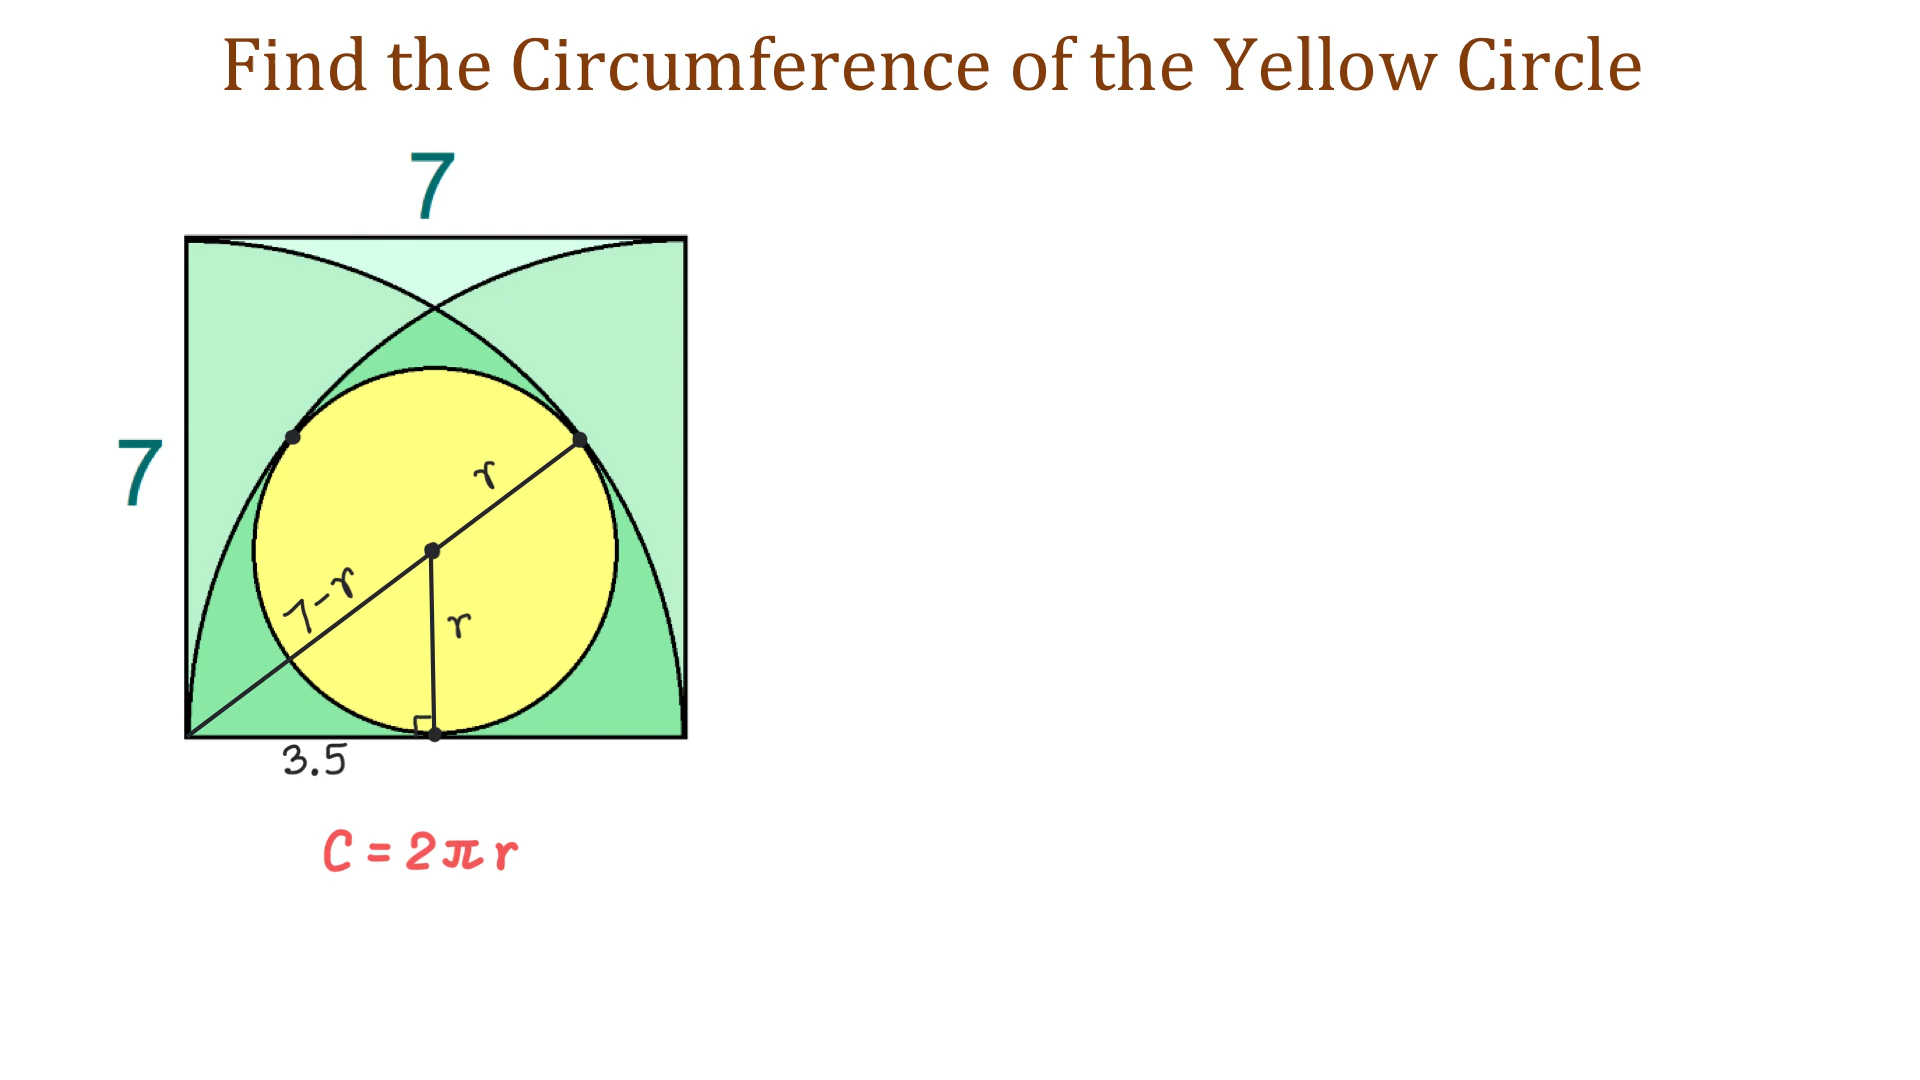 Find the Circumference of the Yellow Circle
7
7
r
7-r
r
3.5
C = 2πr